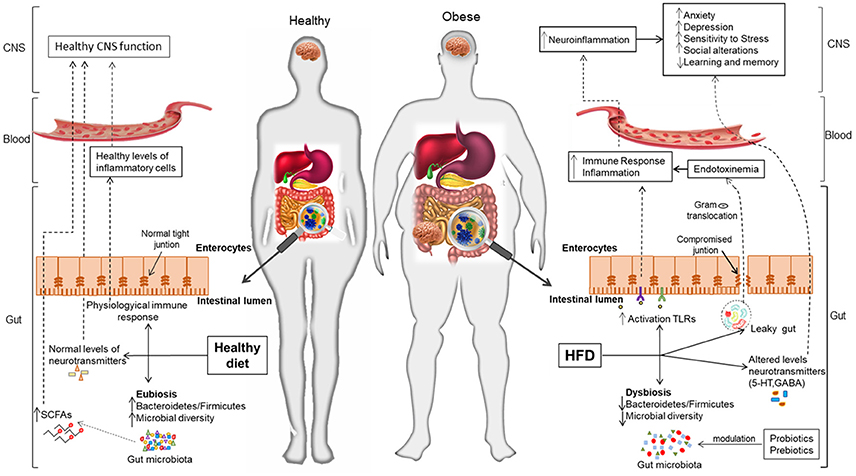 Healthy
Obese
CNS
Healthy CNS function
Blood
Healthy levels of
inflammatory cells
Normal tight
juntion
Enterocytes
Intestinal lumen
Gut
Physiologycal immune
response
Normal levels of
neurotransmitters
Healthy
diet
Eubiosis
↑ Bacteroidetes/Firmicutes
↑ Microbial diversity
↑ SCFAs
Gut microbiota
CNS
↑ Neuroinflammation
↑ Anxiety
↑ Depression
↑ Sensitivity to Stress
↑ Social alterations
↓ Learning and memory
Blood
↑ Immune Response
Inflammation
Endotoxinemia
Gram -
translocation
Compromised
juntion
Enterocytes
Intestinal lumen
Gut
↑ Activation TLRs
Leaky gut
HFD
Altered levels
neurotransmitters
(5-HT,GABA)
Dysbiosis
↓ Bacteroidetes/Firmicutes
↓ Microbial diversity
modulation
Probiotics
Prebiotics
Gut microbiota